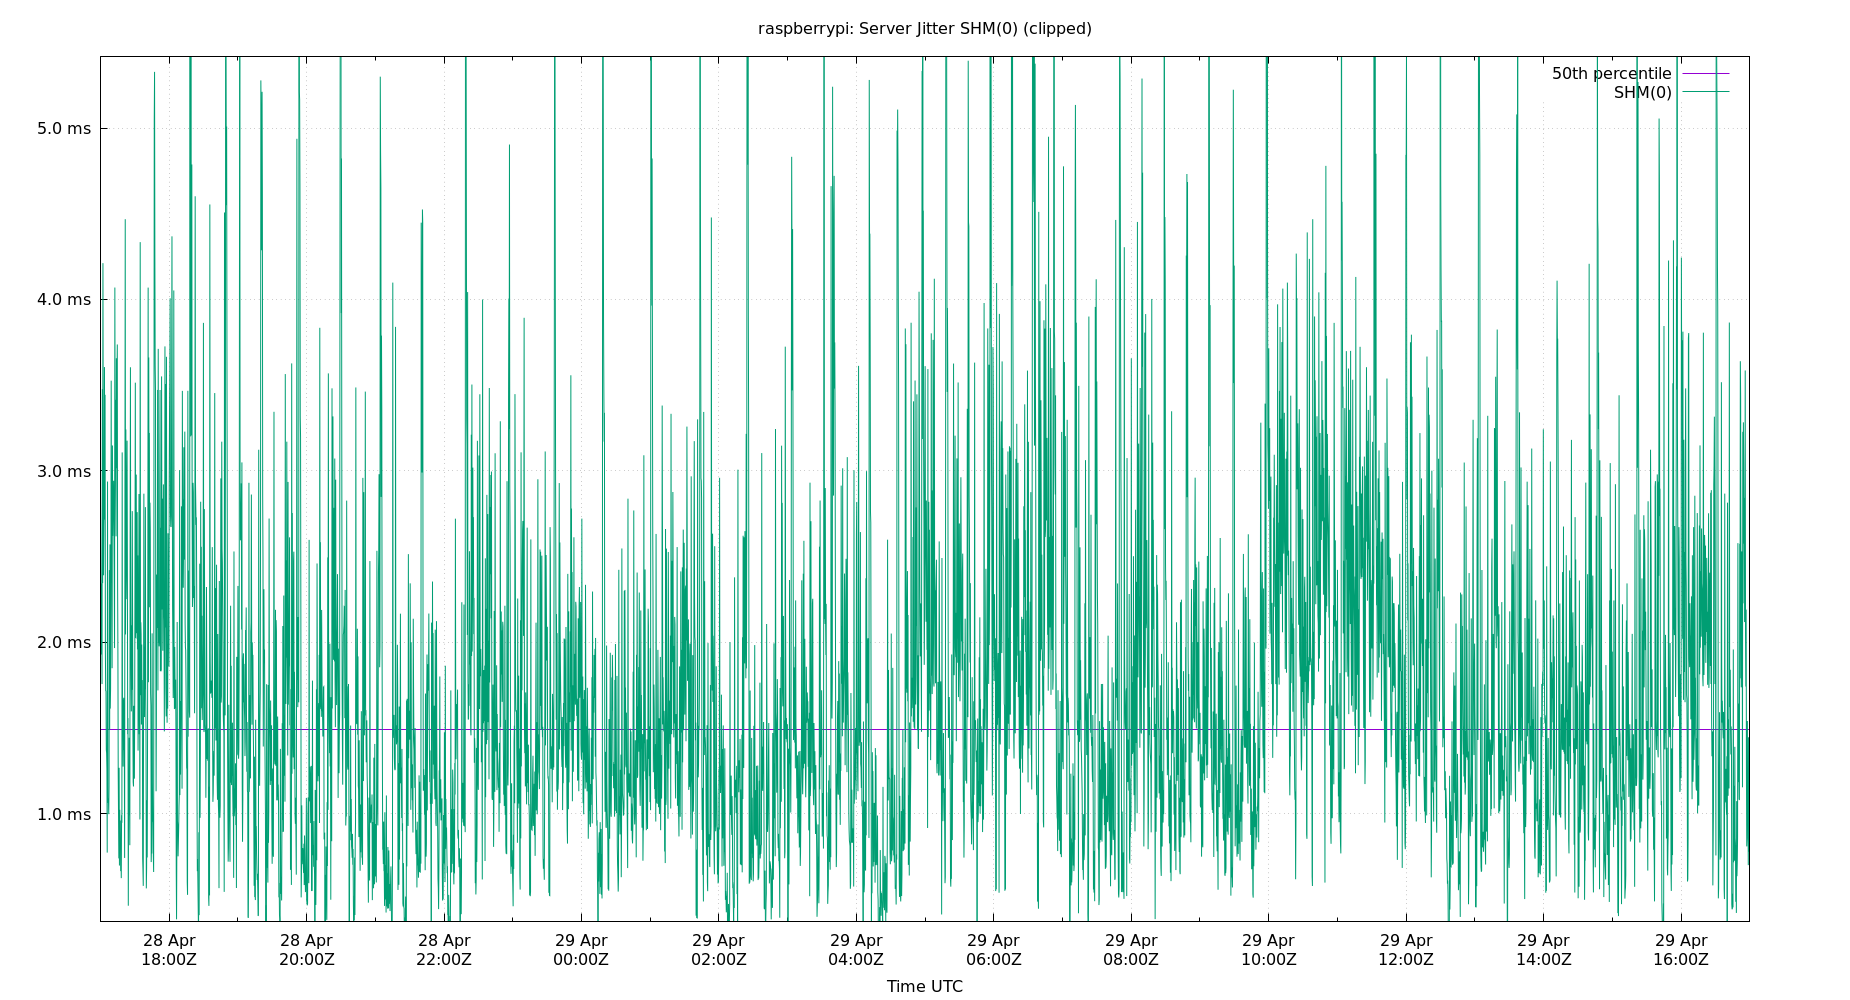 raspberrypi: Server Jitter SHM(0) (clipped)
50th percentile
SHM(0)
5.0 ms
4.0 ms
3.0 ms
2.0 ms
1.0 ms
28 Apr 28 Apr 28 Apr 29 Apr 29 Apr 29 Apr 29 Apr 29 Apr 29 Apr 29 Apr 29 Apr 29 Apr
18:00Z 20:00Z 22:00Z 00:00Z 02:00Z 04:00Z 06:00Z 08:00Z 10:00Z 12:00Z 14:00Z 16:00Z
Time UTC